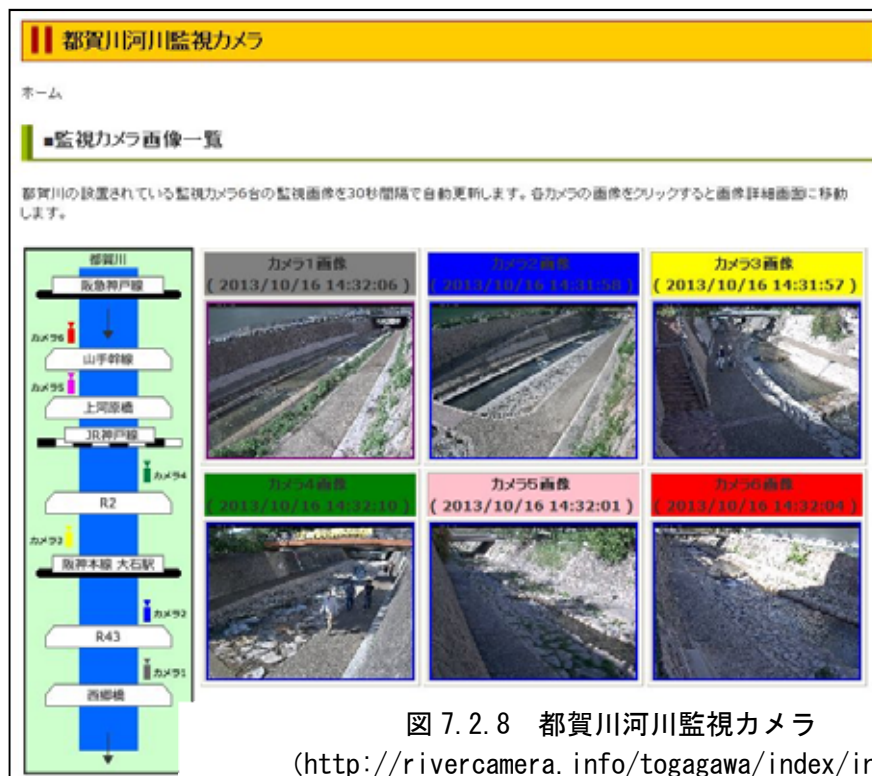 都賀川河川監視カメラ
ホーム
■監視カメラ画像一覧
都賀川の設置されている監視カメラ6台の監視画像を30秒間隔で自動更新します。各カメラの画像をクリックすると画像詳細画面に移動
します。
都賀川
阪急神戸線
カメラ6
山手幹線
カメラ5
上河原橋
JR神戸線
カメラ4
R2
カメラ3
阪神本線 大石駅
カメラ2
R43
カメラ1
西郷橋
カメラ1画像
( 2013/10/16 14:32:06 )
カメラ2画像
( 2013/10/16 14:31:58 )
カメラ3画像
( 2013/10/16 14:31:57 )
カメラ4画像
( 2013/10/16 14:32:10 )
カメラ5画像
( 2013/10/16 14:32:01 )
カメラ6画像
( 2013/10/16 14:32:04 )
図 7.2.8 都賀川河川監視カメラ
(http://rivercamera.info/togagawa/index/in